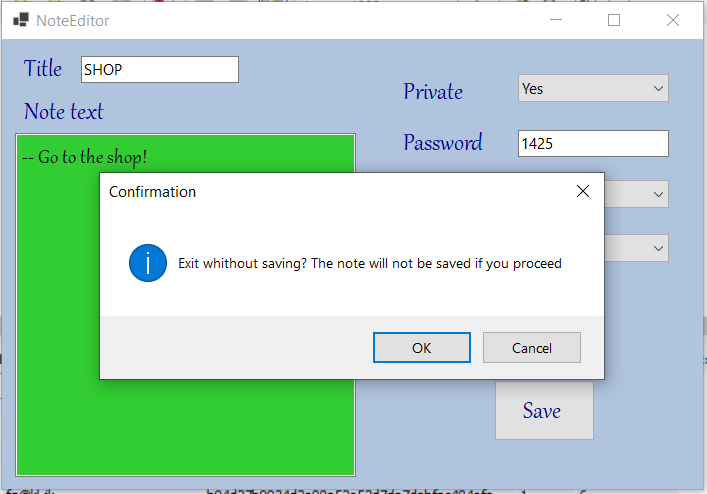 NoteEditor
Title
SHOP
Private
Yes
Note text
Password
1425
-- Go to the shop!
Confirmation
Exit whithout saving? The note will not be saved if you proceed
OK
Cancel
Save